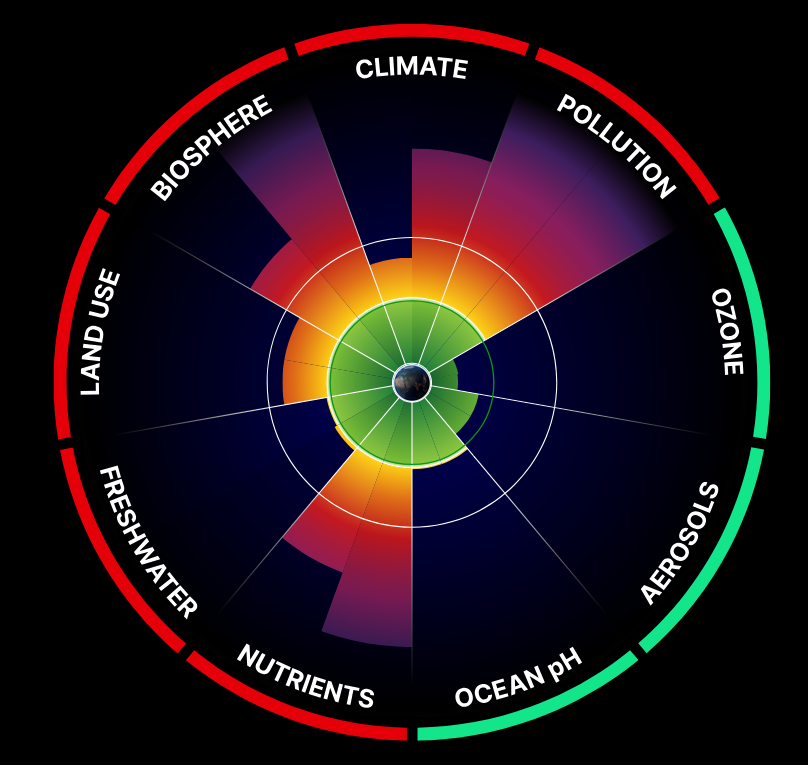 CLIMATE
POLLUTION
OZONE
AEROSOLS
OCEAN pH
NUTRIENTS
FRESHWATER
LAND USE
BIOSPHERE